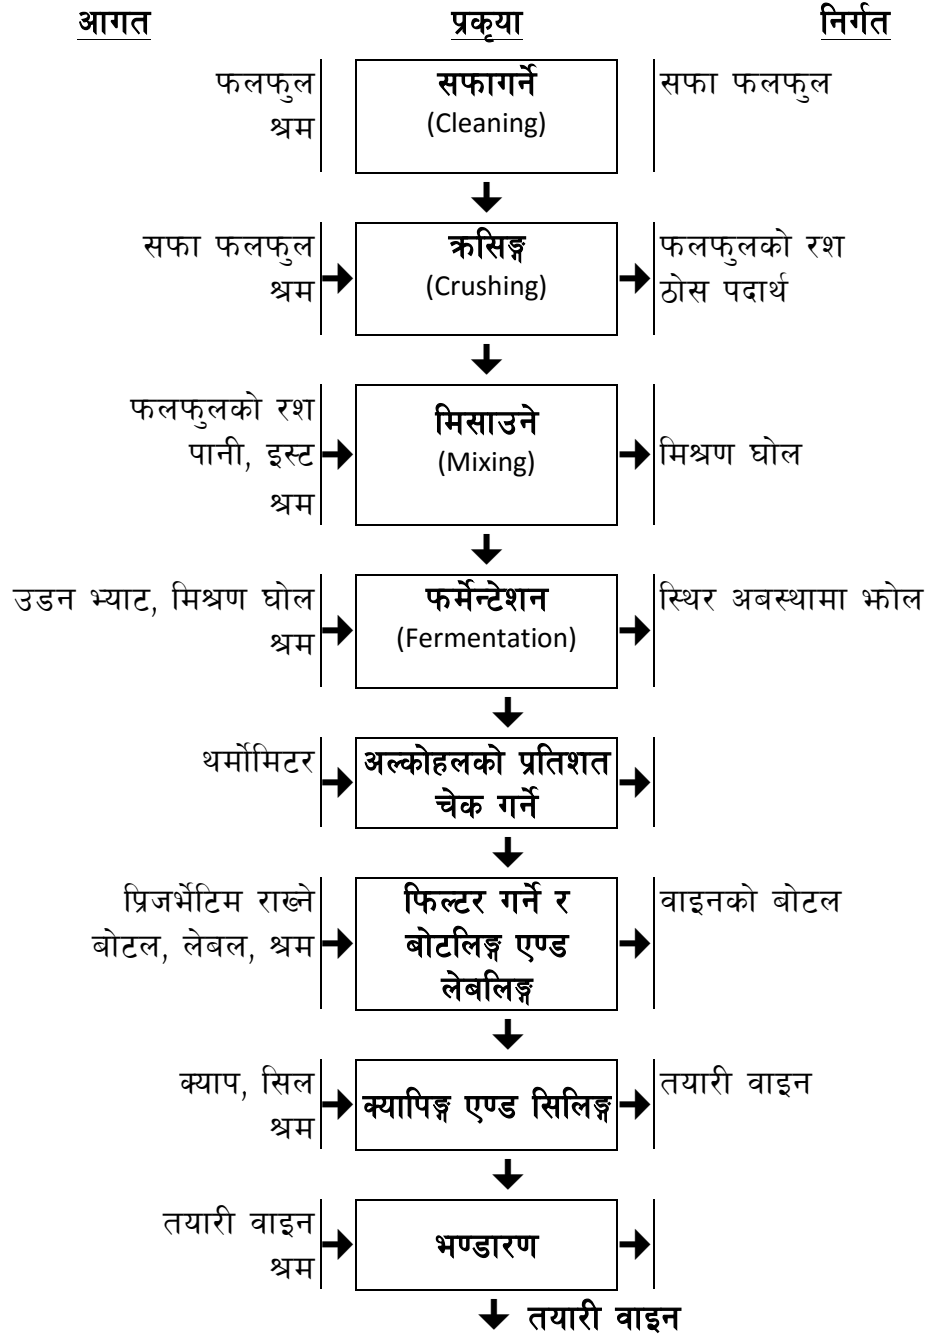 आगत
प्रकृया
निर्गत
फलफुल
श्रम
सफागर्ने
(Cleaning)
सफा फलफुल
सफा फलफुल
श्रम
क्रसिङ्ग
(Crushing)
फलफुलको रश
ठोस पदार्थ
फलफुलको रश
पानी, इस्ट
श्रम
मिसाउने
(Mixing)
मिश्रण घोल
उडन भ्याट, मिश्रण घोल
श्रम
फर्मेन्टेशन
(Fermentation)
स्थिर अबस्थामा झोल
थर्मोमिटर
अल्कोहलको प्रतिशत
चेक गर्ने
प्रिजर्भेटिम राख्ने
बोटल, लेबल, श्रम
फिल्टर गर्ने र
बोटलिङ्ग एण्ड
लेबलिङ्ग
वाइनको बोटल
क्याप, सिल
श्रम
क्यापिङ्ग एण्ड सिलिङ्ग
तयारी वाइन
तयारी वाइन
श्रम
भण्डारण
तयारी वाइन